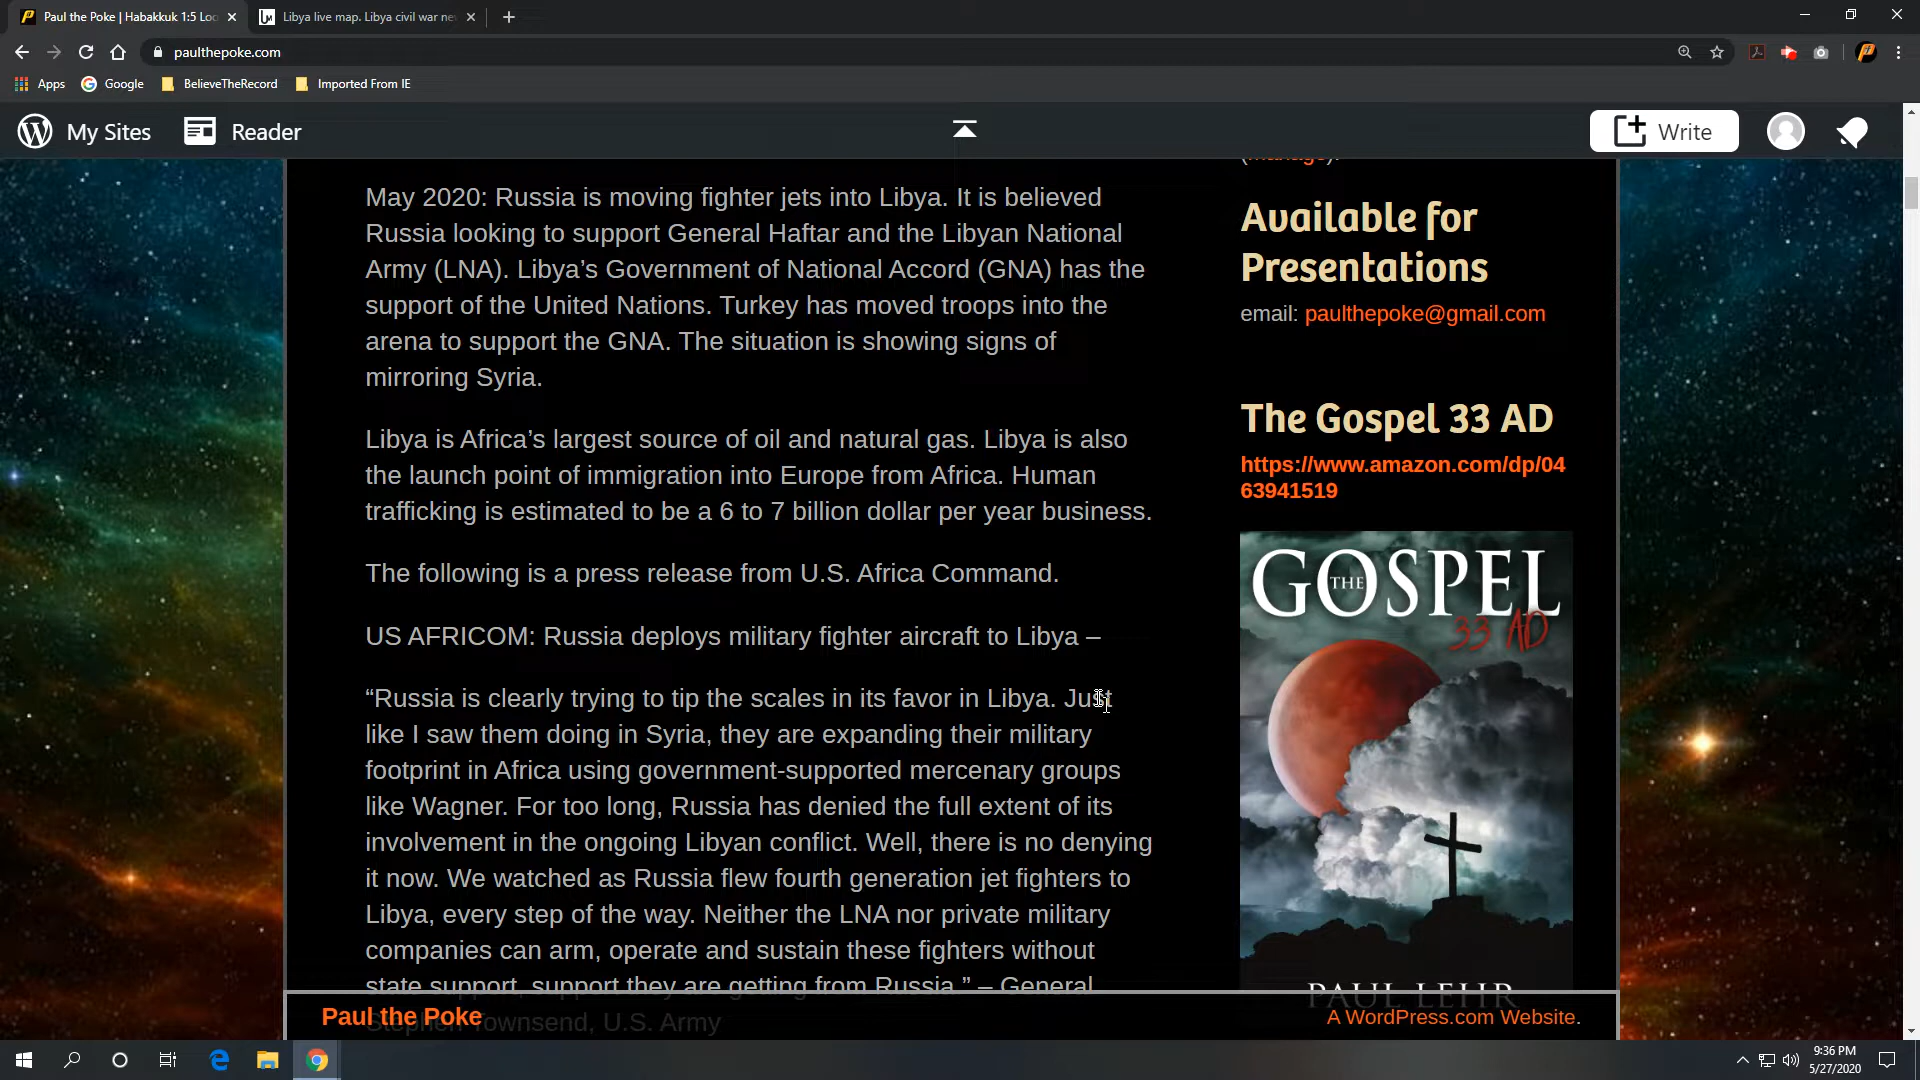 Paul the Poke | Habakkuk 1:5 Loo
Libya live map. Libya civil war ne
paulthepoke.com
Apps
Google
BelieveTheRecord
Imported From IE
My Sites
Reader
Write
May 2020: Russia is moving fighter jets into Libya. It is believed
Russia looking to support General Haftar and the Libyan National
Army (LNA). Libya’s Government of National Accord (GNA) has the
support of the United Nations. Turkey has moved troops into the
arena to support the GNA. The situation is showing signs of
mirroring Syria.
Libya is Africa’s largest source of oil and natural gas. Libya is also
the launch point of immigration into Europe from Africa. Human
trafficking is estimated to be a 6 to 7 billion dollar per year business.
The following is a press release from U.S. Africa Command.
US AFRICOM: Russia deploys military fighter aircraft to Libya –
“Russia is clearly trying to tip the scales in its favor in Libya. Just
like I saw them doing in Syria, they are expanding their military
footprint in Africa using government-supported mercenary groups
like Wagner. For too long, Russia has denied the full extent of its
involvement in the ongoing Libyan conflict. Well, there is no denying
it now. We watched as Russia flew fourth generation jet fighters to
Libya, every step of the way. Neither the LNA nor private military
companies can arm, operate and sustain these fighters without
state support, support they are getting from Russia.” – General
Stephen Townsend, U.S. Army
(manage).
Available for
Presentations
email: paulthepoke@gmail.com
The Gospel 33 AD
https://www.amazon.com/dp/04
63941519
THE GOSPEL
33 AD
PAUL LEHR
Paul the Poke
A WordPress.com Website.
9:36 PM
5/27/2020